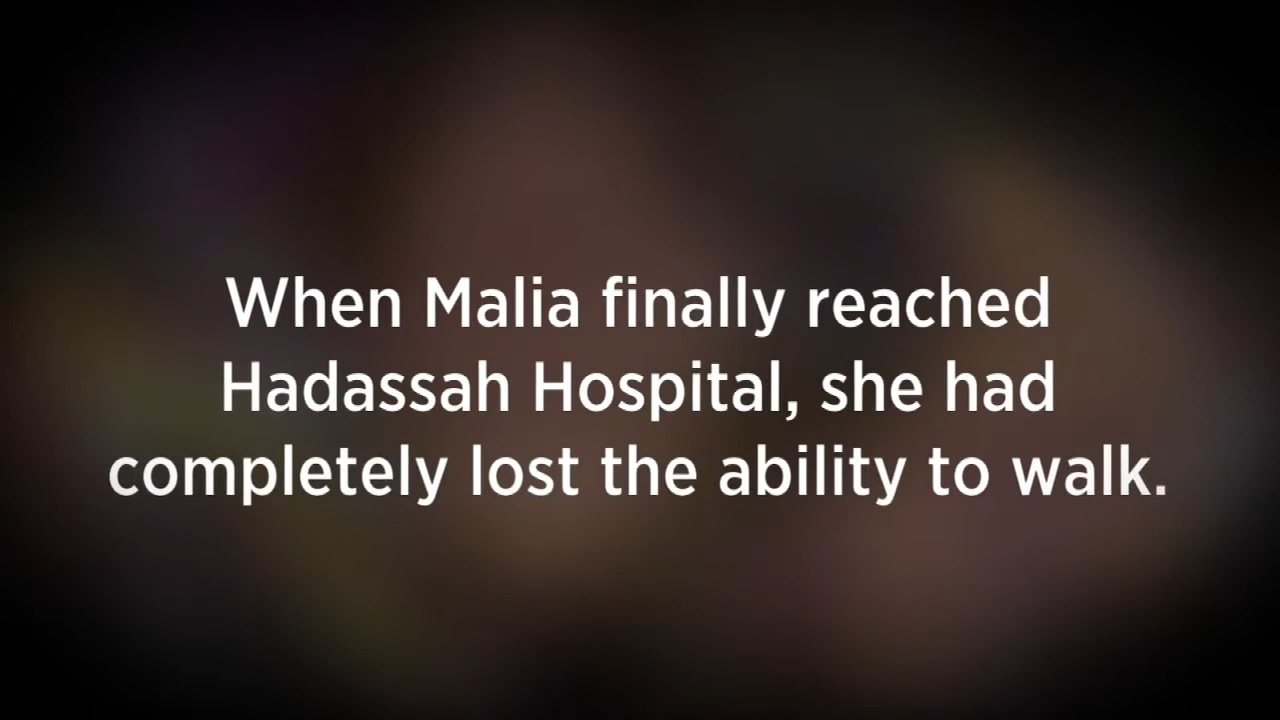 When Malia finally reached
Hadassah Hospital, she had
completely lost the ability to walk.